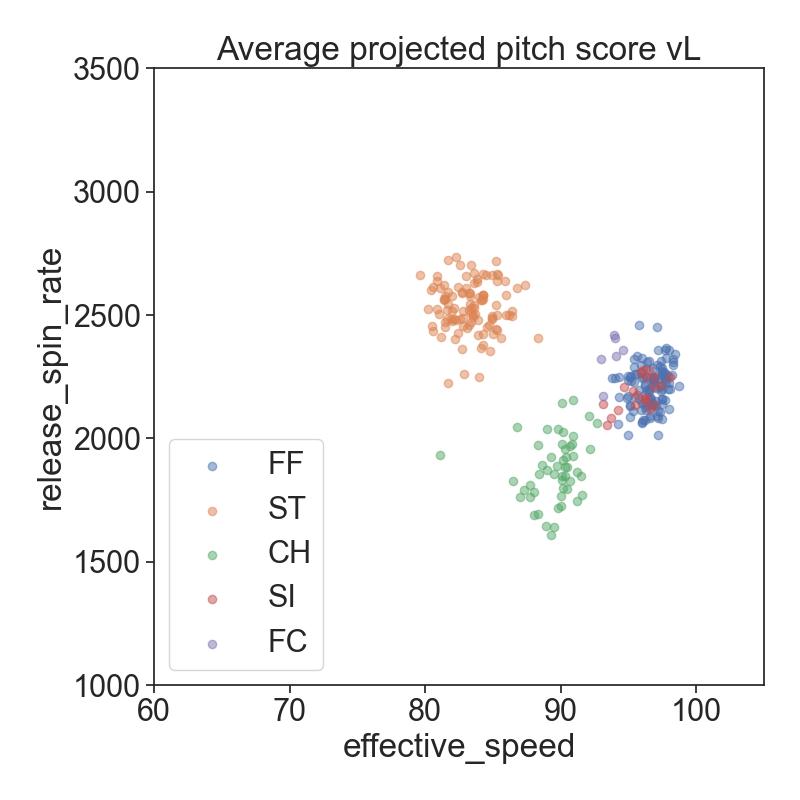 Average projected pitch score vL
3500
3000
2500
2000
1500
1000
release_spin_rate
FF
ST
CH
SI
FC
60
70
80
90
100
effective_speed